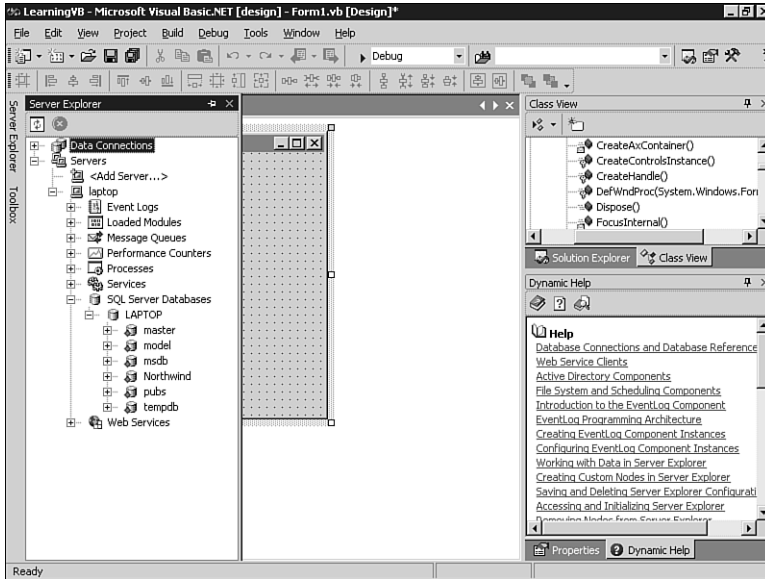 LearningVB - Microsoft Visual Basic.NET [design] - Form1.vb [Design]*
File Edit View Project Build Debug Tools Window Help
Debug
Server Explorer
Toolbox
Server Explorer
Data Connections
Servers
<Add Server...>
laptop
Event Logs
Loaded Modules
Message Queues
Performance Counters
Processes
Services
SQL Server Databases
LAPTOP
master
model
msdb
Northwind
pubs
tempdb
Web Services
Class View
CreateAxContainer()
CreateControlsInstance()
CreateHandle()
DefWndProc(System.Windows.For
Dispose()
FocusInternal()
Solution Explorer Class View
Dynamic Help
Help
Database Connections and Database Reference
Web Service Clients
Active Directory Components
File System and Scheduling Components
Introduction to the EventLog Component
EventLog Programming Architecture
Creating EventLog Component Instances
Configuring EventLog Component Instances
Working with Data in Server Explorer
Creating Custom Nodes in Server Explorer
Saving and Deleting Server Explorer Configurati
Accessing and Initializing Server Explorer
Removing Nodes from Server Explorer
Properties Dynamic Help
Ready